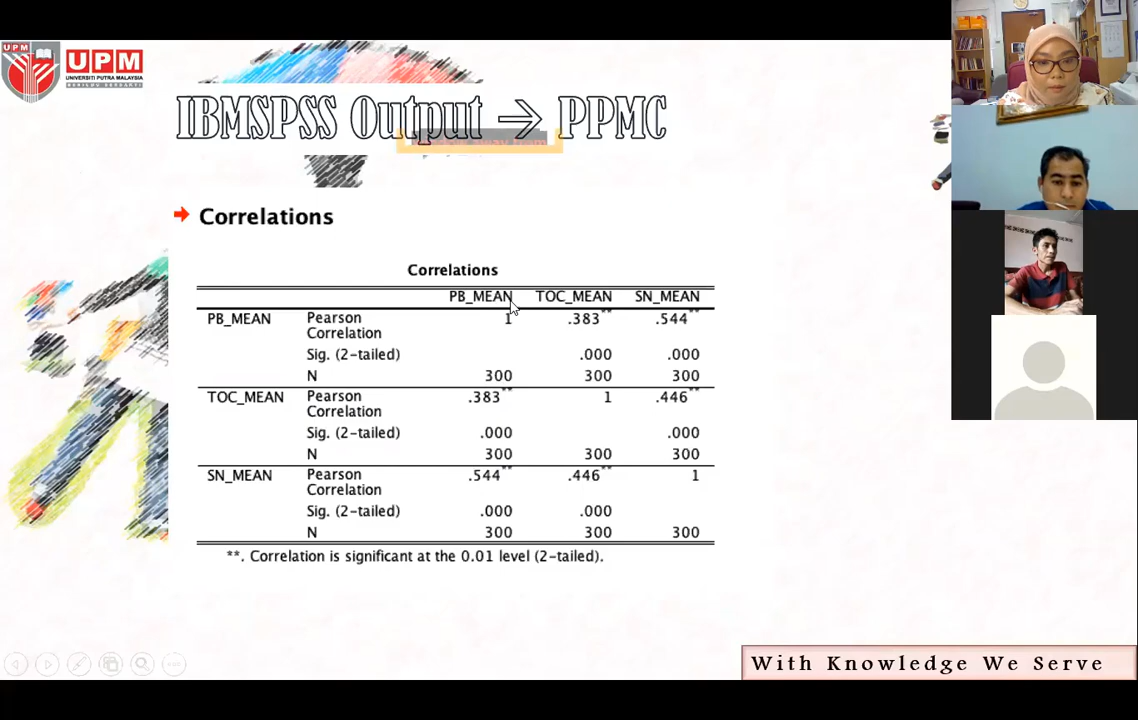 UPM
UPM
UNIVERSITI PUTRA MALAYSIA
BERILMU BERBAKTI
IBMSPSS Output → PPMC
Correlations
Correlations
PB_MEAN TOC_MEAN SN_MEAN
PB_MEAN Pearson Correlation 1 .383** .544**
Sig. (2-tailed) .000 .000
N 300 300 300
TOC_MEAN Pearson Correlation .383** 1 .446**
Sig. (2-tailed) .000 .000
N 300 300 300
SN_MEAN Pearson Correlation .544** .446** 1
Sig. (2-tailed) .000 .000
N 300 300 300
**. Correlation is significant at the 0.01 level (2-tailed).
With Knowledge We Serve